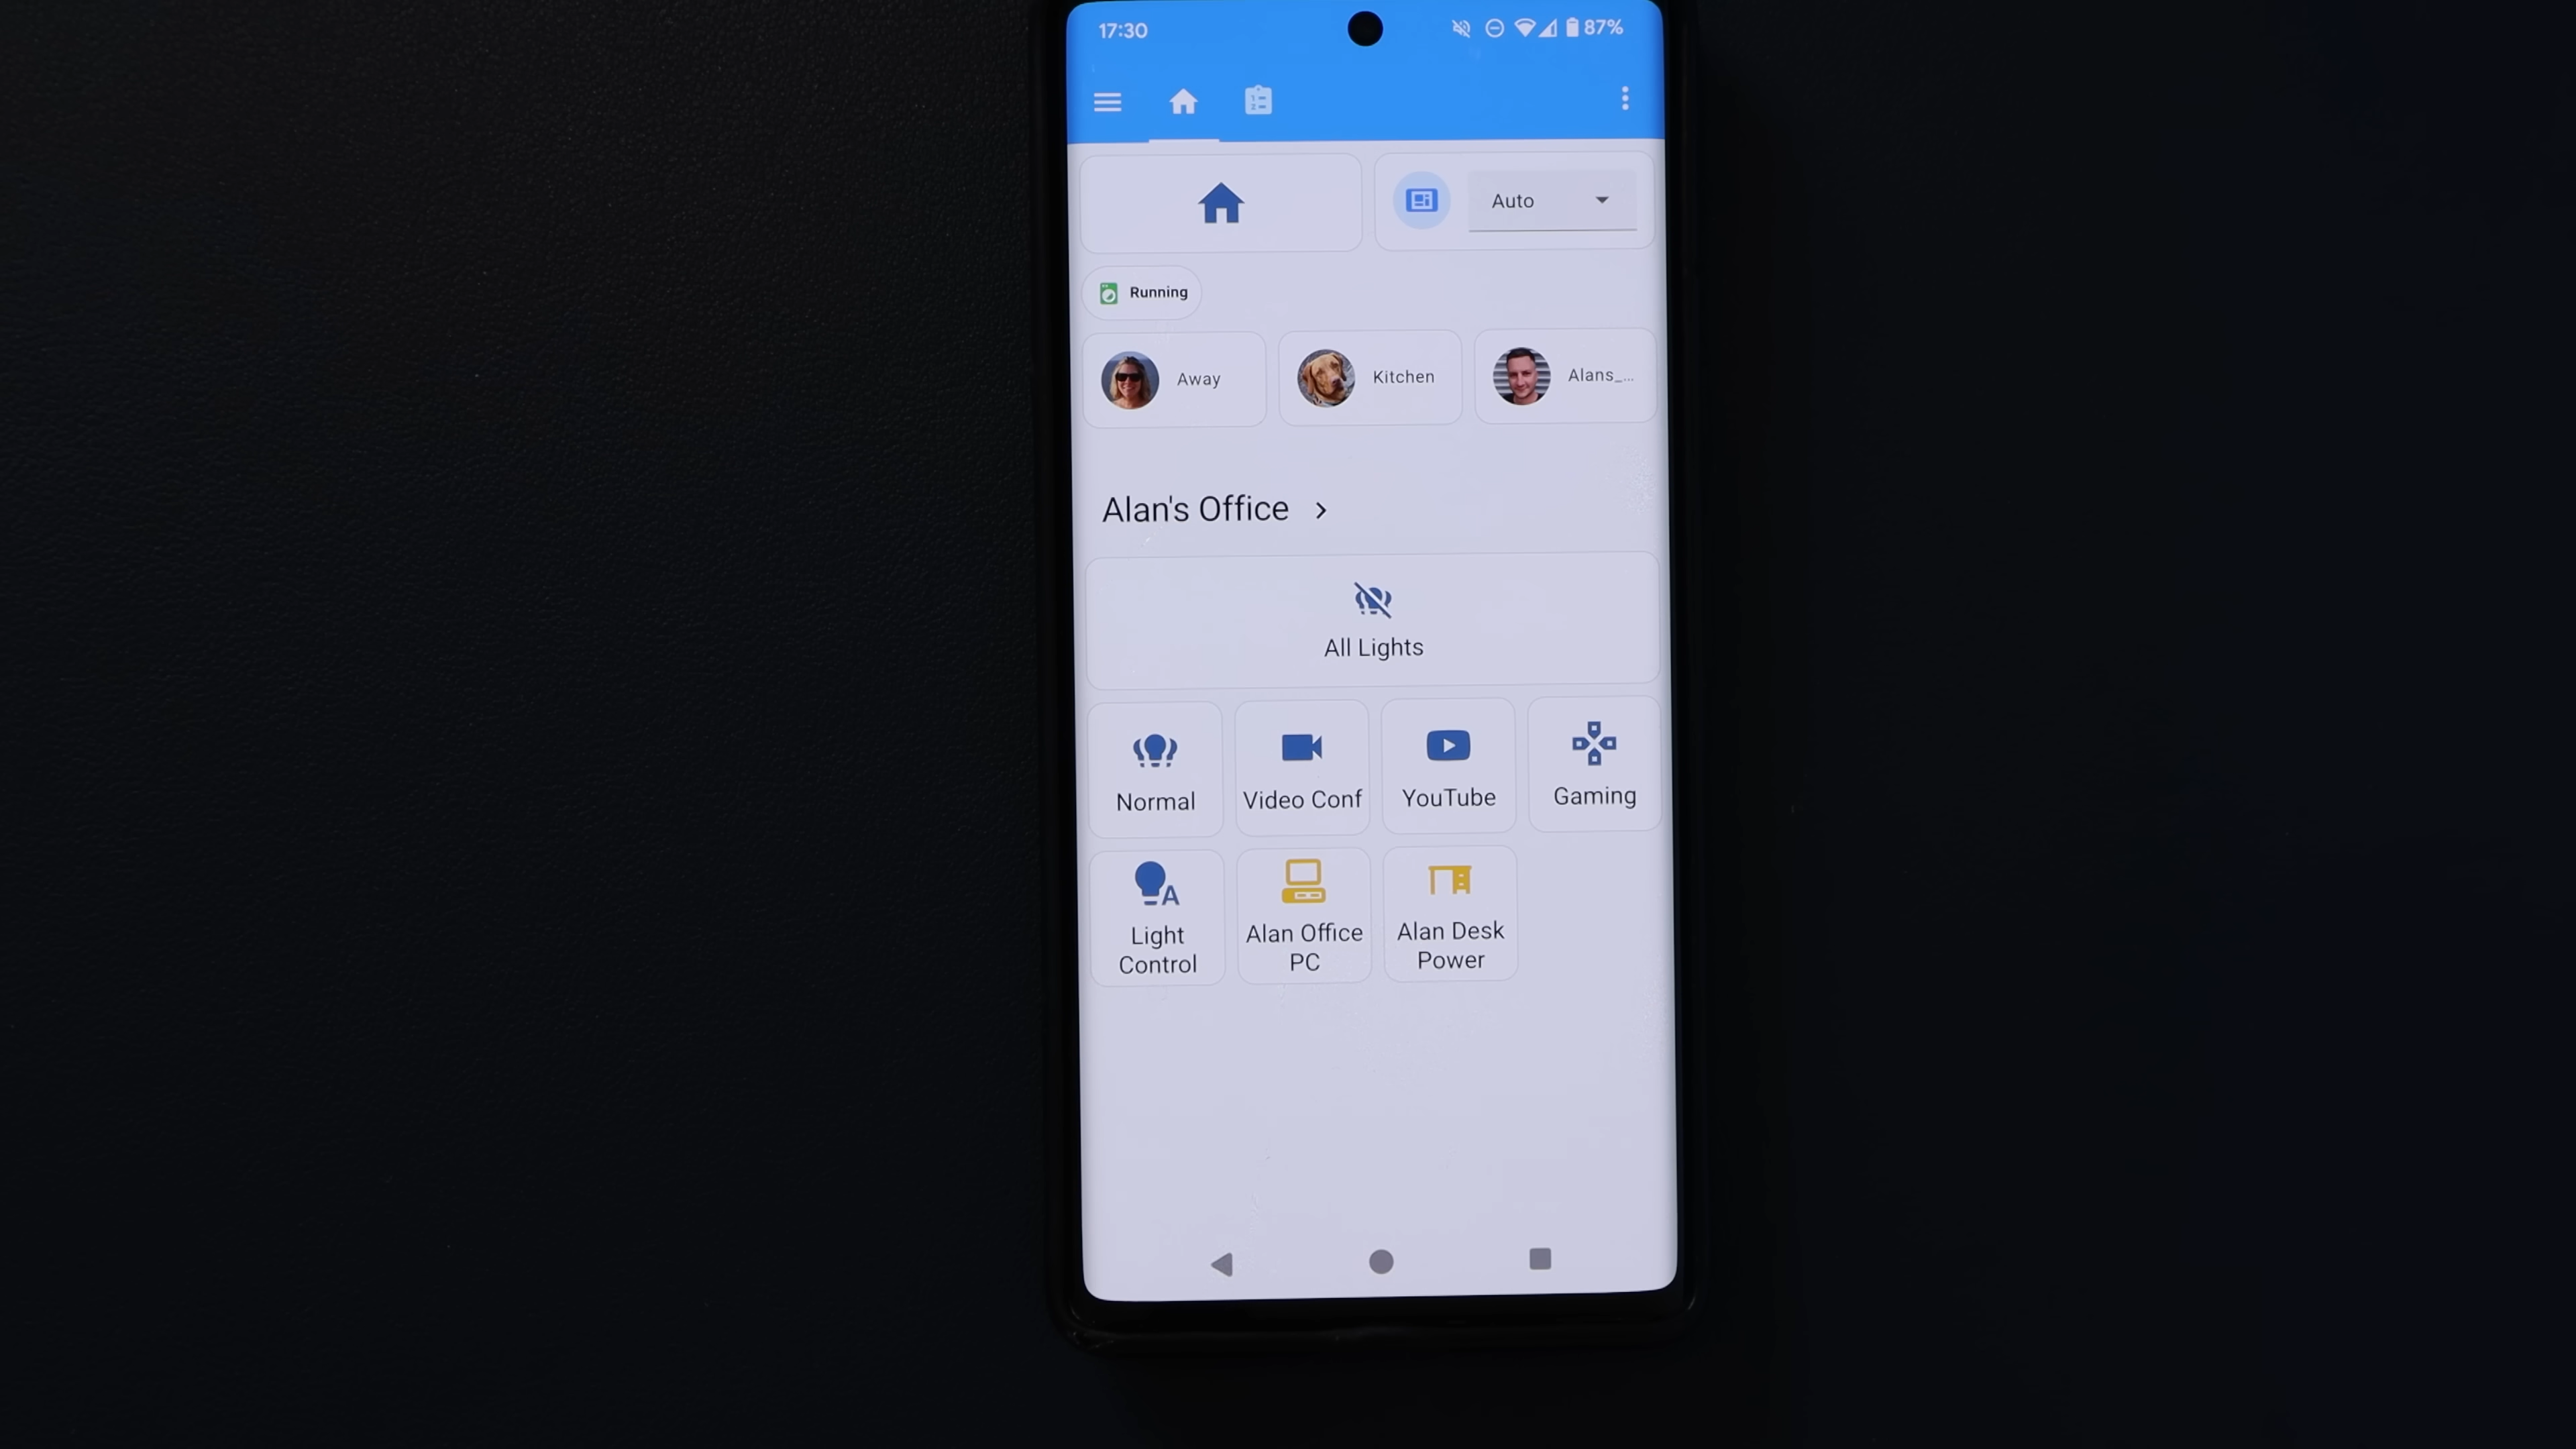 17:30
87%
Auto
Running
Away
Kitchen
Alans_...
Alan's Office
All Lights
Normal
Video Conf
YouTube
Gaming
Light
Control
Alan Office
PC
Alan Desk
Power